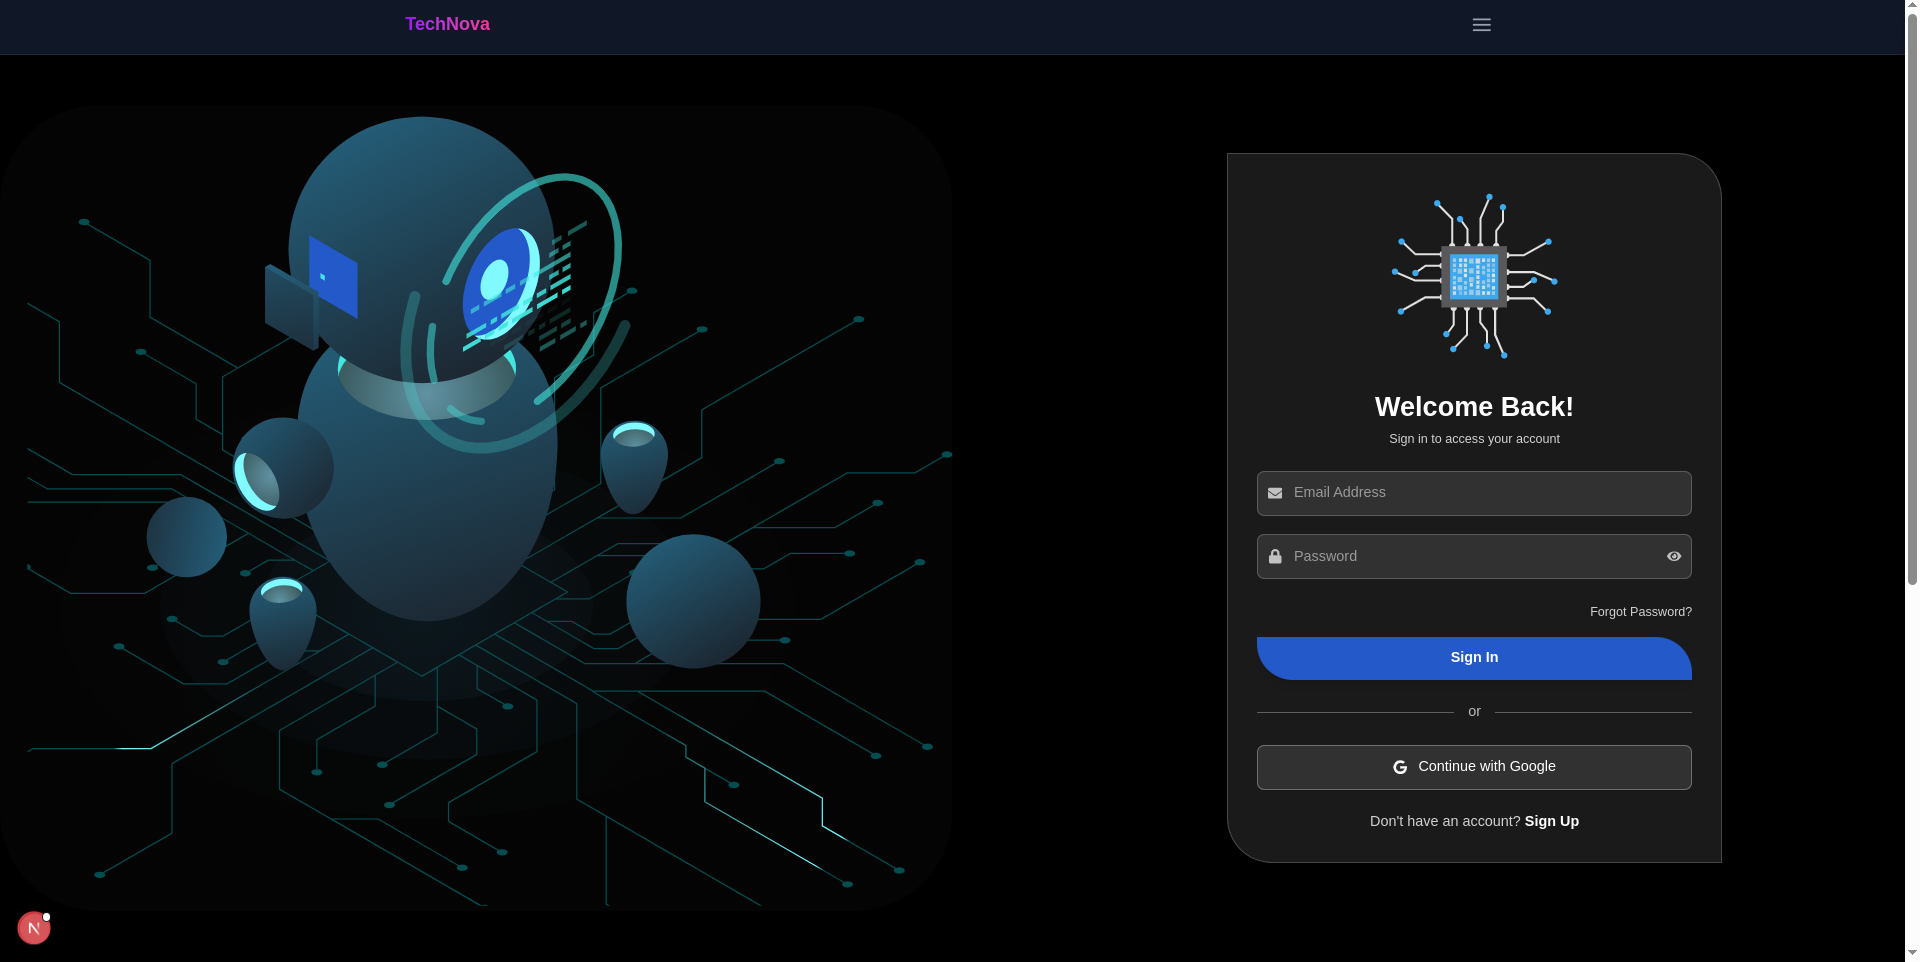 TechNova
Welcome Back!
Sign in to access your account
Email Address
Password
Forgot Password?
Sign In
or
Continue with Google
Don't have an account? Sign Up
N